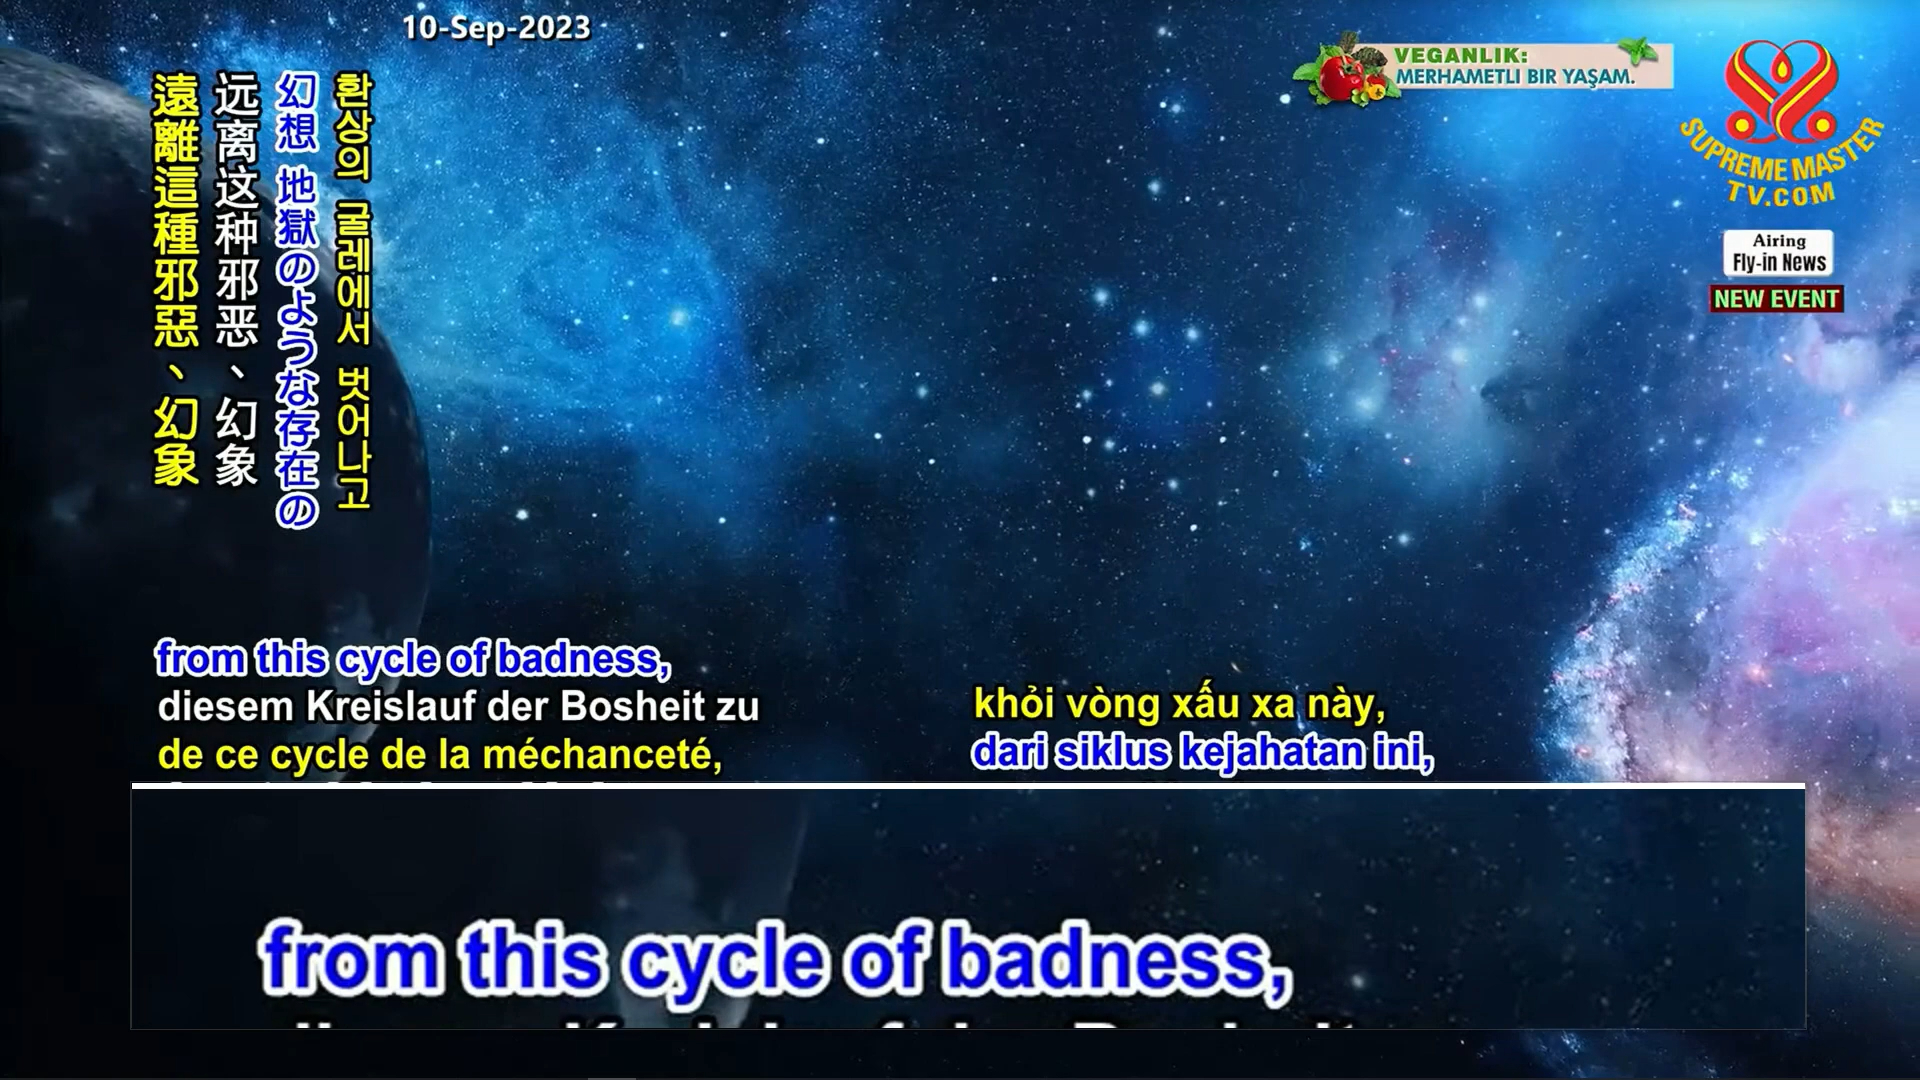 10-Sep-2023
VEGANLIK:
MERHAMETLI BIR YAŞAM.
SUPREME MASTER
TV.COM
Airing
Fly-in News
NEW EVENT
환상의 굴레에서 벗어나고
幻想 地獄のような存在の
远离这种邪恶、幻象
遠離這種邪惡、幻象
from this cycle of badness,
diesem Kreislauf der Bosheit zu
de ce cycle de la méchanceté,
khỏi vòng xấu xa này,
dari siklus kejahatan ini,
from this cycle of badness,